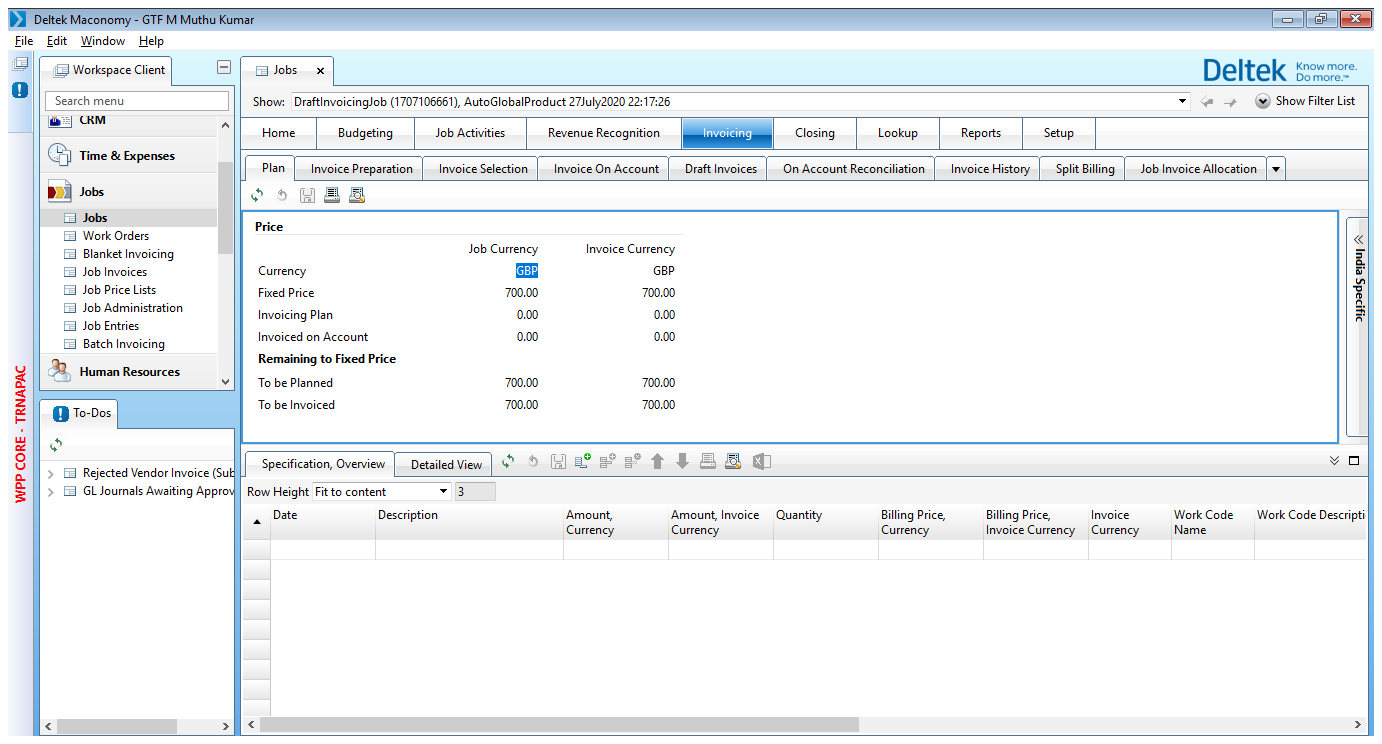 Deltek Maconomy - GTF M Muthu Kumar
File Edit Window Help
Workspace Client
Jobs
Deltek Know more. Do more.™
Search menu
Show: DraftInvoicingJob (1707106661), AutoGlobalProduct 27July2020 22:17:26
Show Filter List
CRM
Time & Expenses
Jobs
Jobs
Work Orders
Blanket Invoicing
Job Invoices
Job Price Lists
Job Administration
Job Entries
Batch Invoicing
Human Resources
Home Budgeting Job Activities Revenue Recognition Invoicing Closing Lookup Reports Setup
Plan Invoice Preparation Invoice Selection Invoice On Account Draft Invoices On Account Reconciliation Invoice History Split Billing Job Invoice Allocation
Price
Job Currency Invoice Currency
Currency GBP GBP
Fixed Price 700.00 700.00
Invoicing Plan 0.00 0.00
Invoiced on Account 0.00 0.00
Remaining to Fixed Price
To be Planned 700.00 700.00
To be Invoiced 700.00 700.00
India Specific
WPP CORE - TRNAPAC
To-Dos
Rejected Vendor Invoice (Sub
GL Journals Awaiting Approv
Specification, Overview Detailed View
Row Height Fit to content 3
Date Description Amount, Currency Amount, Invoice Currency Quantity Billing Price, Currency Billing Price, Invoice Currency Invoice Currency Work Code Name Work Code Descripti